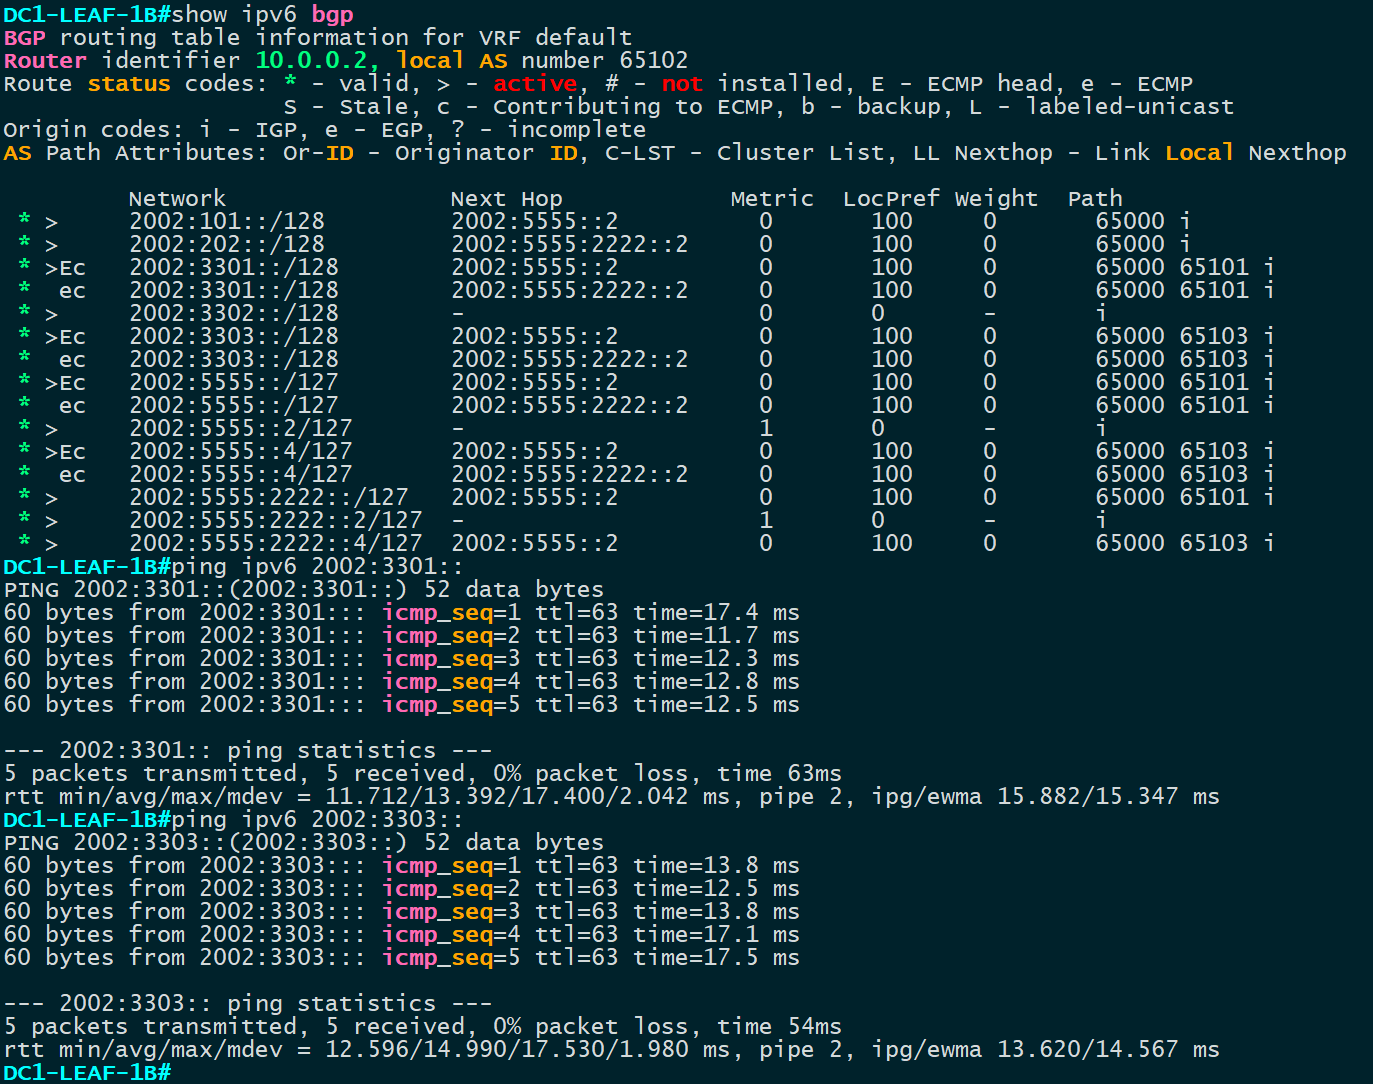 DC1-LEAF-1B#show ipv6 bgp
BGP routing table information for VRF default
Router identifier 10.0.0.2, local AS number 65102
Route status codes: * - valid, > - active, # - not installed, E - ECMP head, e - ECMP
                    S - Stale, c - Contributing to ECMP, b - backup, L - labeled-unicast
Origin codes: i - IGP, e - EGP, ? - incomplete
AS Path Attributes: Or-ID - Originator ID, C-LST - Cluster List, LL Nexthop - Link Local Nexthop

         Network                Next Hop            Metric  LocPref Weight  Path
 * >     2002:101::/128         2002:5555::2          0       100     0       65000 i
 * >     2002:202::/128         2002:5555:2222::2     0       100     0       65000 i
 * >Ec   2002:3301::/128        2002:5555::2          0       100     0       65000 65101 i
 *  ec   2002:3301::/128        2002:5555:2222::2     0       100     0       65000 65101 i
 * >     2002:3302::/128        -                     0       0       -       i
 * >Ec   2002:3303::/128        2002:5555::2          0       100     0       65000 65103 i
 *  ec   2002:3303::/128        2002:5555:2222::2     0       100     0       65000 65103 i
 * >Ec   2002:5555::/127        2002:5555::2          0       100     0       65000 65101 i
 *  ec   2002:5555::/127        2002:5555:2222::2     0       100     0       65000 65101 i
 * >     2002:5555::2/127       -                     1       0       -       i
 * >Ec   2002:5555::4/127       2002:5555::2          0       100     0       65000 65103 i
 *  ec   2002:5555::4/127       2002:5555:2222::2     0       100     0       65000 65103 i
 * >     2002:5555:2222::/127   2002:5555::2          0       100     0       65000 65101 i
 * >     2002:5555:2222::2/127  -                     1       0       -       i
 * >     2002:5555:2222::4/127  2002:5555::2          0       100     0       65000 65103 i
DC1-LEAF-1B#ping ipv6 2002:3301::
PING 2002:3301::(2002:3301::) 52 data bytes
60 bytes from 2002:3301::: icmp_seq=1 ttl=63 time=17.4 ms
60 bytes from 2002:3301::: icmp_seq=2 ttl=63 time=11.7 ms
60 bytes from 2002:3301::: icmp_seq=3 ttl=63 time=12.3 ms
60 bytes from 2002:3301::: icmp_seq=4 ttl=63 time=12.8 ms
60 bytes from 2002:3301::: icmp_seq=5 ttl=63 time=12.5 ms

--- 2002:3301:: ping statistics ---
5 packets transmitted, 5 received, 0% packet loss, time 63ms
rtt min/avg/max/mdev = 11.712/13.392/17.400/2.042 ms, pipe 2, ipg/ewma 15.882/15.347 ms
DC1-LEAF-1B#ping ipv6 2002:3303::
PING 2002:3303::(2002:3303::) 52 data bytes
60 bytes from 2002:3303::: icmp_seq=1 ttl=63 time=13.8 ms
60 bytes from 2002:3303::: icmp_seq=2 ttl=63 time=12.5 ms
60 bytes from 2002:3303::: icmp_seq=3 ttl=63 time=13.8 ms
60 bytes from 2002:3303::: icmp_seq=4 ttl=63 time=17.1 ms
60 bytes from 2002:3303::: icmp_seq=5 ttl=63 time=17.5 ms

--- 2002:3303:: ping statistics ---
5 packets transmitted, 5 received, 0% packet loss, time 54ms
rtt min/avg/max/mdev = 12.596/14.990/17.530/1.980 ms, pipe 2, ipg/ewma 13.620/14.567 ms
DC1-LEAF-1B#